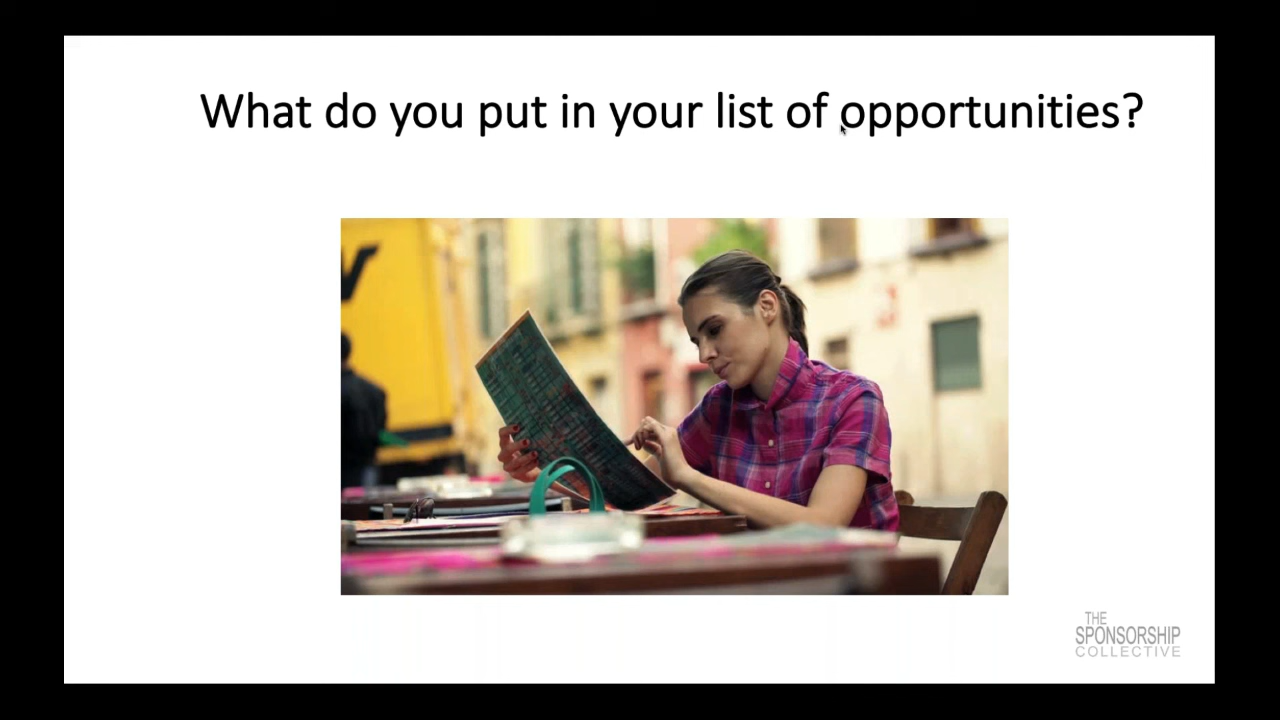 What do you put in your list of opportunities?
THE
SPONSORSHIP
COLLECTIVE